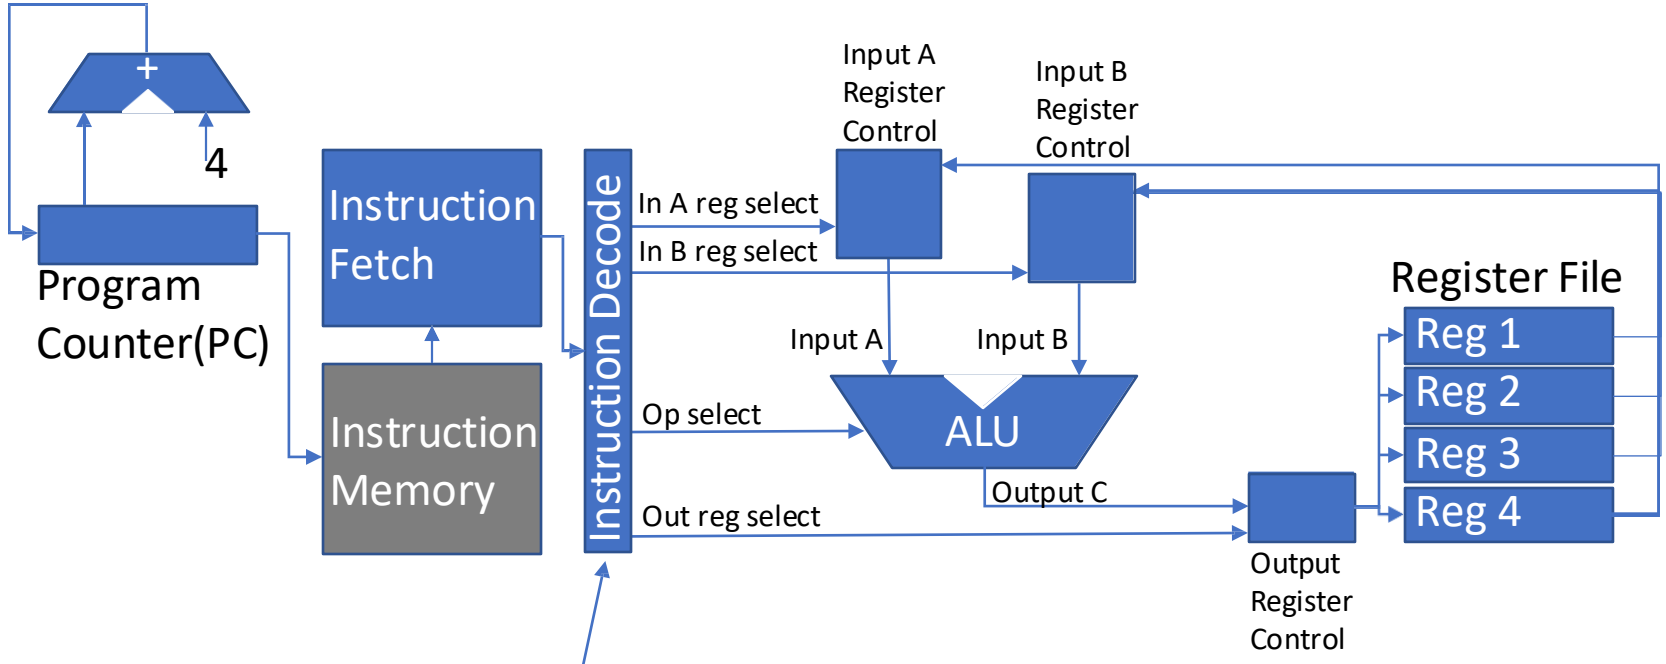 +
4
Program
Counter(PC)
Instruction
Fetch
Instruction
Memory
Instruction Decode
In A reg select
In B reg select
Op select
Out reg select
Input A
Register
Control
Input B
Register
Control
Input A
Input B
ALU
Output C
Output
Register
Control
Register File
Reg 1
Reg 2
Reg 3
Reg 4